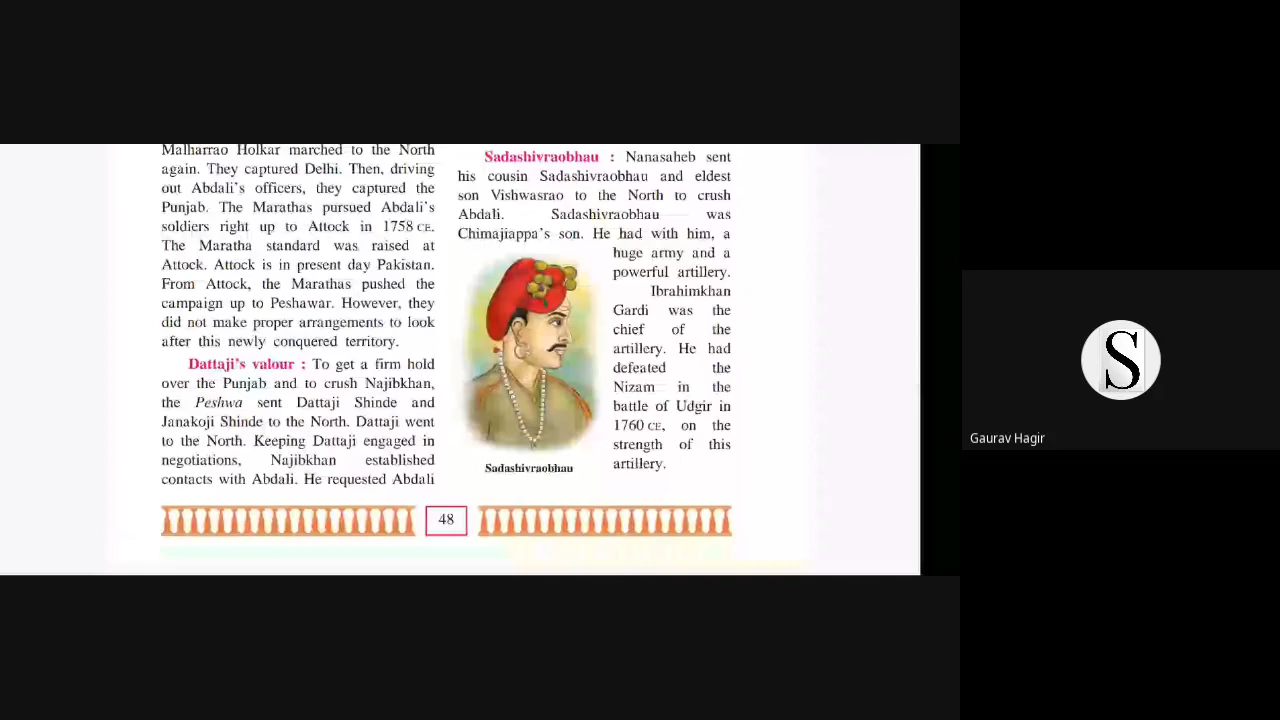 Malharrao Holkar marched to the North
again. They captured Delhi. Then, driving
out Abdali's officers, they captured the
Punjab. The Marathas pursued Abdali's
soldiers right up to Attock in 1758 CE.
The Maratha standard was raised at
Attock. Attock is in present day Pakistan.
From Attock, the Marathas pushed the
campaign up to Peshawar. However, they
did not make proper arrangements to look
after this newly conquered territory.
Dattaji's valour : To get a firm hold
over the Punjab and to crush Najibkhan,
the Peshwa sent Dattaji Shinde and
Janakoji Shinde to the North. Dattaji went
to the North. Keeping Dattaji engaged in
negotiations, Najibkhan established
contacts with Abdali. He requested Abdali
Sadashivraobhau : Nanasaheb sent
his cousin Sadashivraobhau and eldest
son Vishwasrao to the North to crush
Abdali. Sadashivraobhau was
Chimajiappa's son. He had with him, a
huge army and a
powerful artillery.
Ibrahimkhan
Gardi was the
chief of the
artillery. He had
defeated the
Nizam in the
battle of Udgir in
1760 CE, on the
strength of this
artillery.
Sadashivraobhau
48
S
Gaurav Hagir